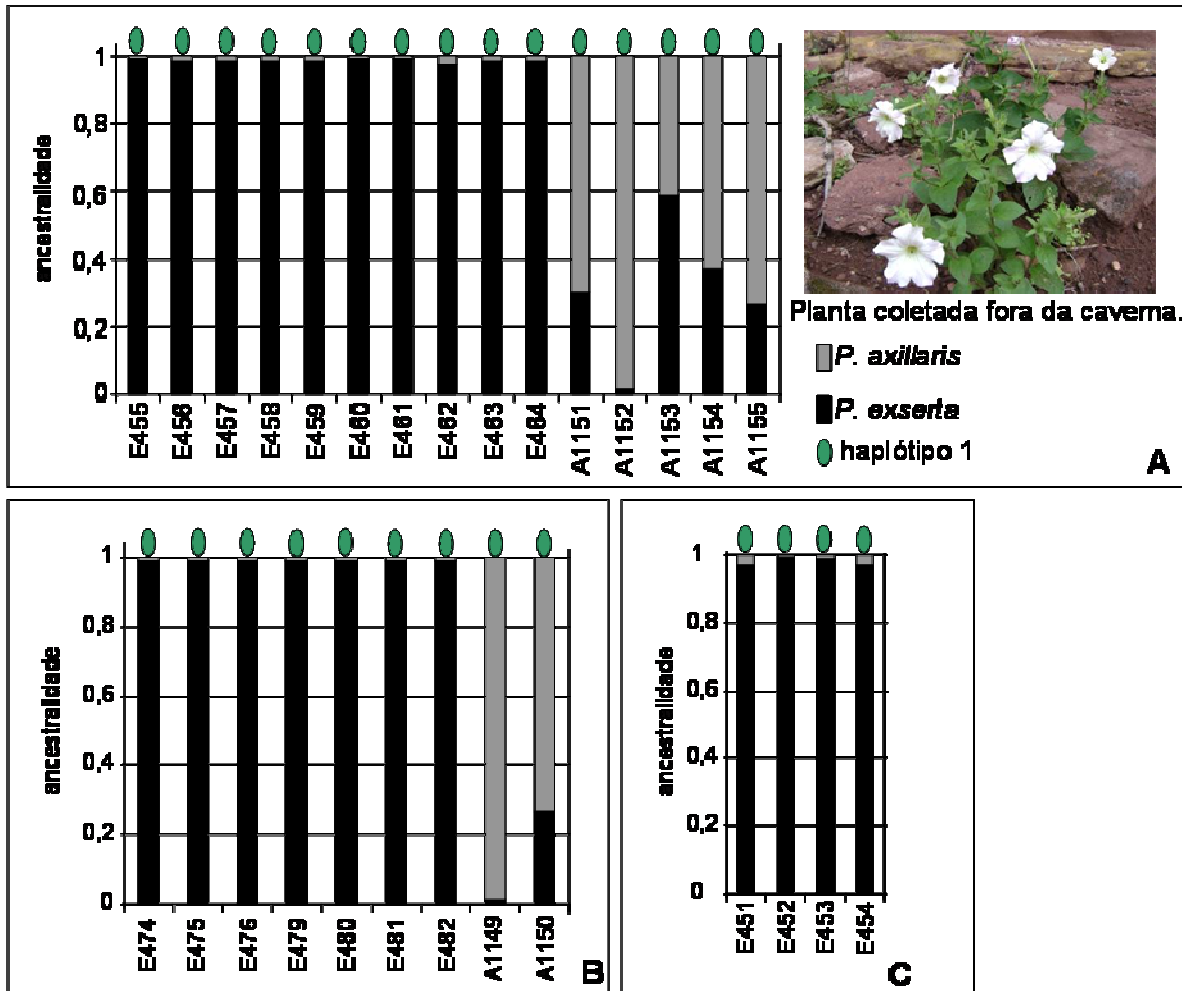 1
0,8
0,6
0,4
0,2
0
ancestralidade
E455
E456
E457
E458
E459
E460
E461
E462
E463
E464
A1151
A1152
A1153
A1154
A1155
Planta coletada fora da caverna.
P. axillaris
P. exserta
haplótipo 1
A
1
0,8
0,6
0,4
0,2
0
ancestralidade
E474
E475
E476
E479
E480
E481
E482
A1149
A1150
B
1
0,8
0,6
0,4
0,2
0
ancestralidade
E451
E452
E453
E454
C